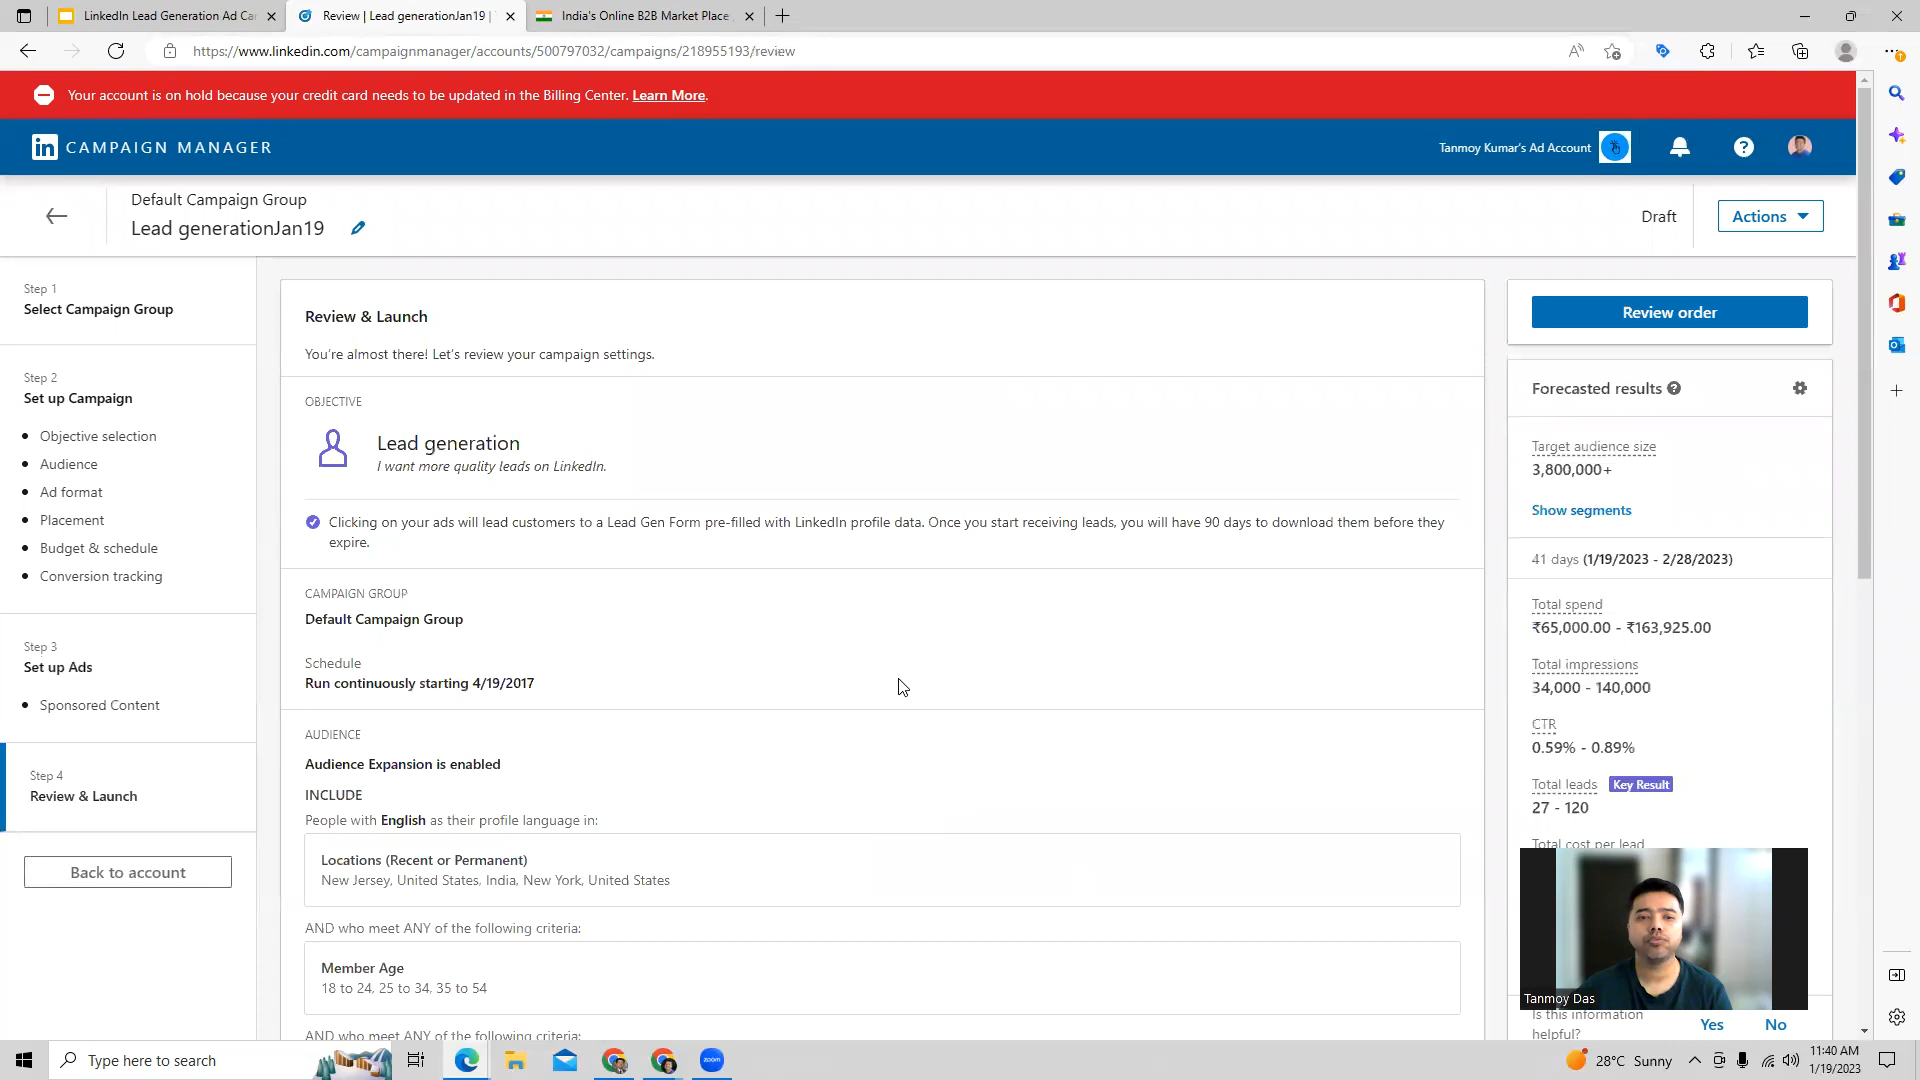 LinkedIn Lead Generation Ad Car
Review | Lead generationJan19 |
India's Online B2B Market Place
https://www.linkedin.com/campaignmanager/accounts/500797032/campaigns/218955193/review
Your account is on hold because your credit card needs to be updated in the Billing Center. Learn More.
in CAMPAIGN MANAGER
Tanmoy Kumar's Ad Account
Default Campaign Group
Lead generationJan19
Draft
Actions
Step 1
Select Campaign Group
Step 2
Set up Campaign
Objective selection
Audience
Ad format
Placement
Budget & schedule
Conversion tracking
Step 3
Set up Ads
Sponsored Content
Step 4
Review & Launch
Back to account
Review & Launch
You're almost there! Let's review your campaign settings.
OBJECTIVE
Lead generation
I want more quality leads on LinkedIn.
Clicking on your ads will lead customers to a Lead Gen Form pre-filled with LinkedIn profile data. Once you start receiving leads, you will have 90 days to download them before they
expire.
CAMPAIGN GROUP
Default Campaign Group
Schedule
Run continuously starting 4/19/2017
AUDIENCE
Audience Expansion is enabled
INCLUDE
People with English as their profile language in:
Locations (Recent or Permanent)
New Jersey, United States, India, New York, United States
AND who meet ANY of the following criteria:
Member Age
18 to 24, 25 to 34, 35 to 54
AND who meet ANY of the following criteria:
Review order
Forecasted results
Target audience size
3,800,000+
Show segments
41 days (1/19/2023 - 2/28/2023)
Total spend
₹65,000.00 - ₹163,925.00
Total impressions
34,000 - 140,000
CTR
0.59% - 0.89%
Total leads Key Result
27 - 120
Total cost per lead
Tanmoy Das
Is this information
helpful?
Yes
No
Type here to search
zoom
28°C Sunny
11:40 AM
1/19/2023